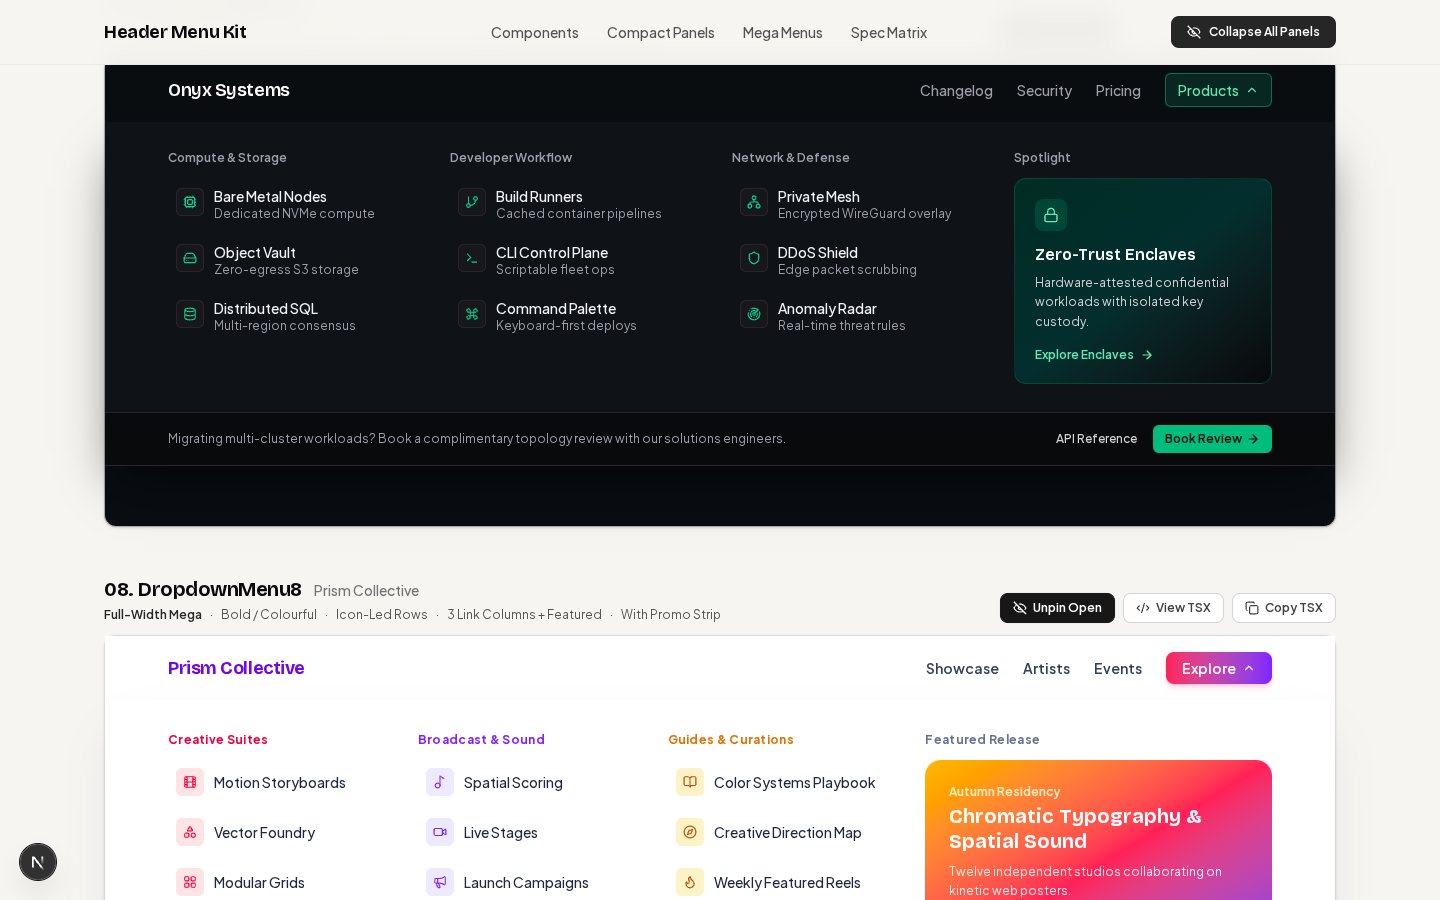 Header Menu Kit
Components
Compact Panels
Mega Menus
Spec Matrix
Collapse All Panels
Onyx Systems
Changelog
Security
Pricing
Products
Compute & Storage
Bare Metal Nodes
Dedicated NVMe compute
Object Vault
Zero-egress S3 storage
Distributed SQL
Multi-region consensus
Developer Workflow
Build Runners
Cached container pipelines
CLI Control Plane
Scriptable fleet ops
Command Palette
Keyboard-first deploys
Network & Defense
Private Mesh
Encrypted WireGuard overlay
DDoS Shield
Edge packet scrubbing
Anomaly Radar
Real-time threat rules
Spotlight
Zero-Trust Enclaves
Hardware-attested confidential
workloads with isolated key
custody.
Explore Enclaves
Migrating multi-cluster workloads? Book a complimentary topology review with our solutions engineers.
API Reference
Book Review
08. DropdownMenu8 Prism Collective
Full-Width Mega · Bold / Colourful · Icon-Led Rows · 3 Link Columns + Featured · With Promo Strip
Unpin Open
View TSX
Copy TSX
Prism Collective
Showcase
Artists
Events
Explore
Creative Suites
Motion Storyboards
Vector Foundry
Modular Grids
Broadcast & Sound
Spatial Scoring
Live Stages
Launch Campaigns
Guides & Curations
Color Systems Playbook
Creative Direction Map
Weekly Featured Reels
Featured Release
Autumn Residency
Chromatic Typography &
Spatial Sound
Twelve independent studios collaborating on
kinetic web posters.
N